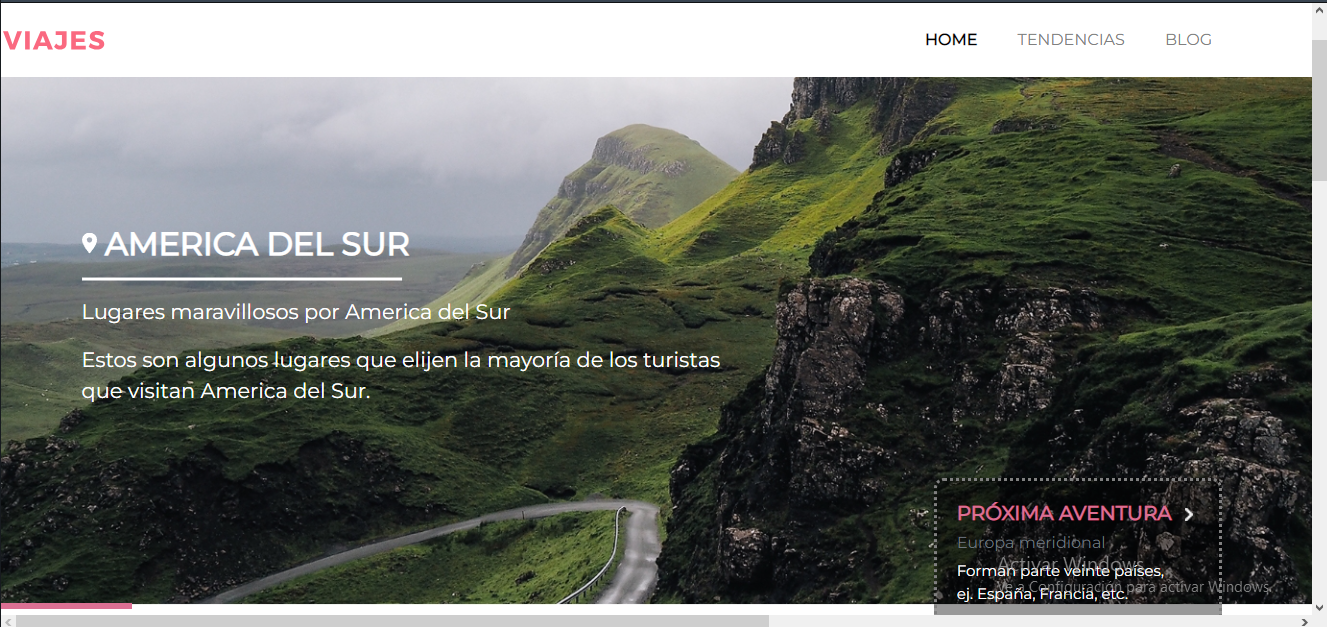 VIAJES
HOME TENDENCIAS BLOG
AMERICA DEL SUR
Lugares maravillosos por America del Sur
Estos son algunos lugares que elijen la mayoría de los turistas
que visitan America del Sur.
PRÓXIMA AVENTURA
Europa meridional
Activar Windows
Forman parte veinte países,
Ve a Configuración para activar Windows.
ej. España, Francia, etc.